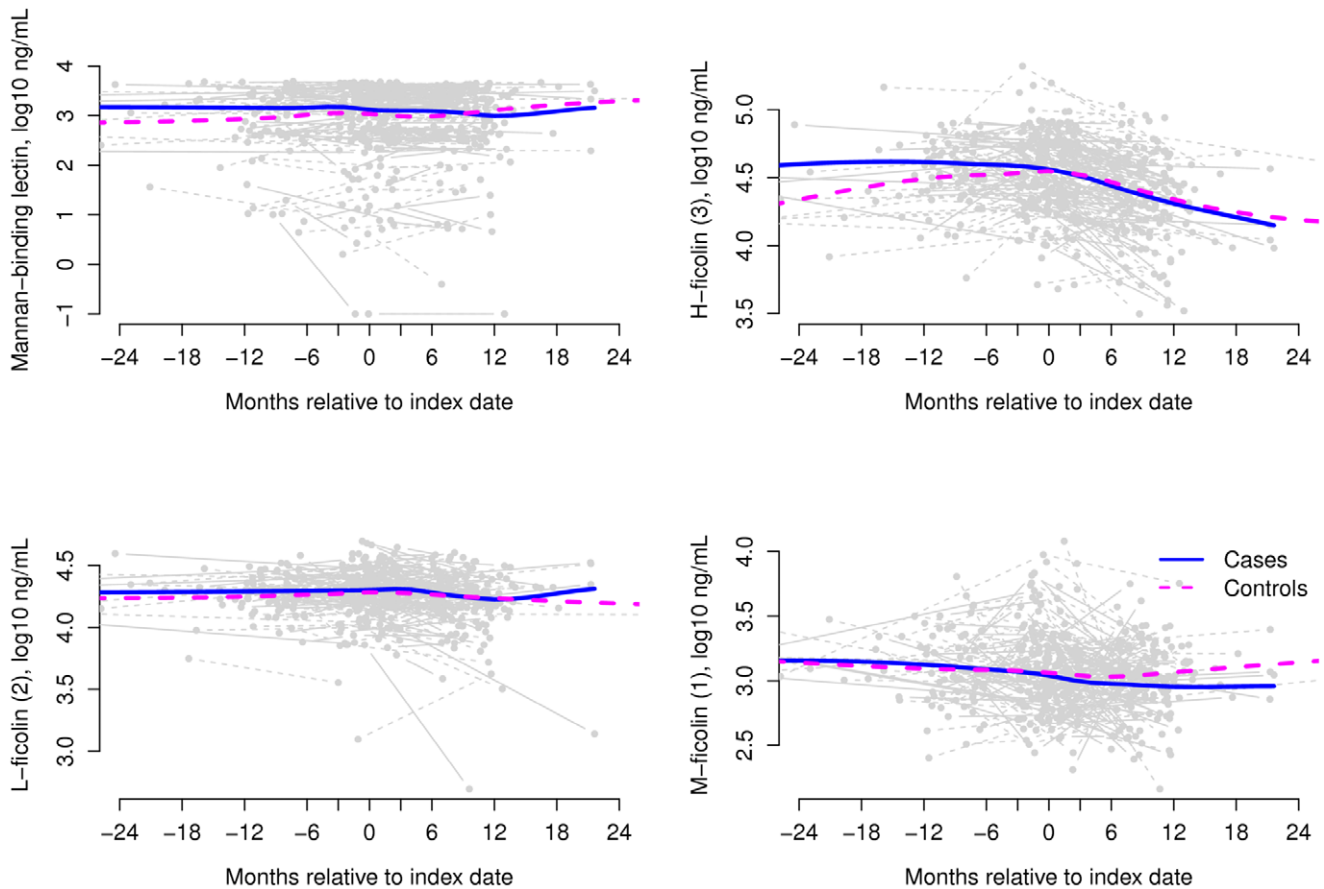 Mannan−binding lectin, log10 ng/mL
4
3
2
1
0
−1
−24 −18 −12 −6 0 6 12 18 24
Months relative to index date
H−ficolin (3), log10 ng/mL
5.0
4.5
4.0
3.5
−24 −18 −12 −6 0 6 12 18 24
Months relative to index date
L−ficolin (2), log10 ng/mL
4.5
4.0
3.5
3.0
−24 −18 −12 −6 0 6 12 18 24
Months relative to index date
M−ficolin (1), log10 ng/mL
4.0
3.5
3.0
2.5
Cases
Controls
−24 −18 −12 −6 0 6 12 18 24
Months relative to index date